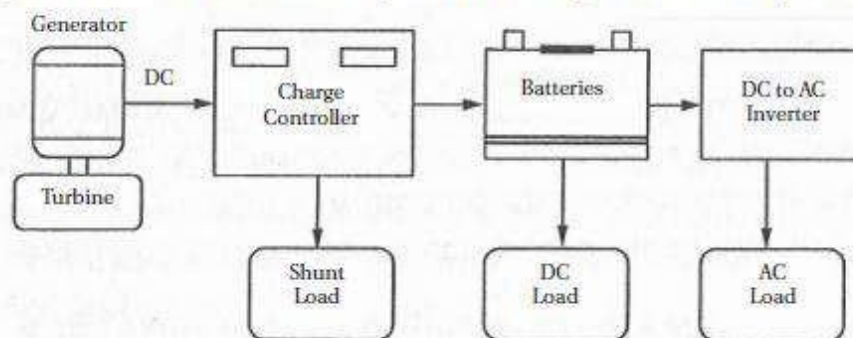 Generator
DC
Turbine
Charge
Controller
Batteries
DC to AC
Inverter
Shunt
Load
DC
Load
AC
Load